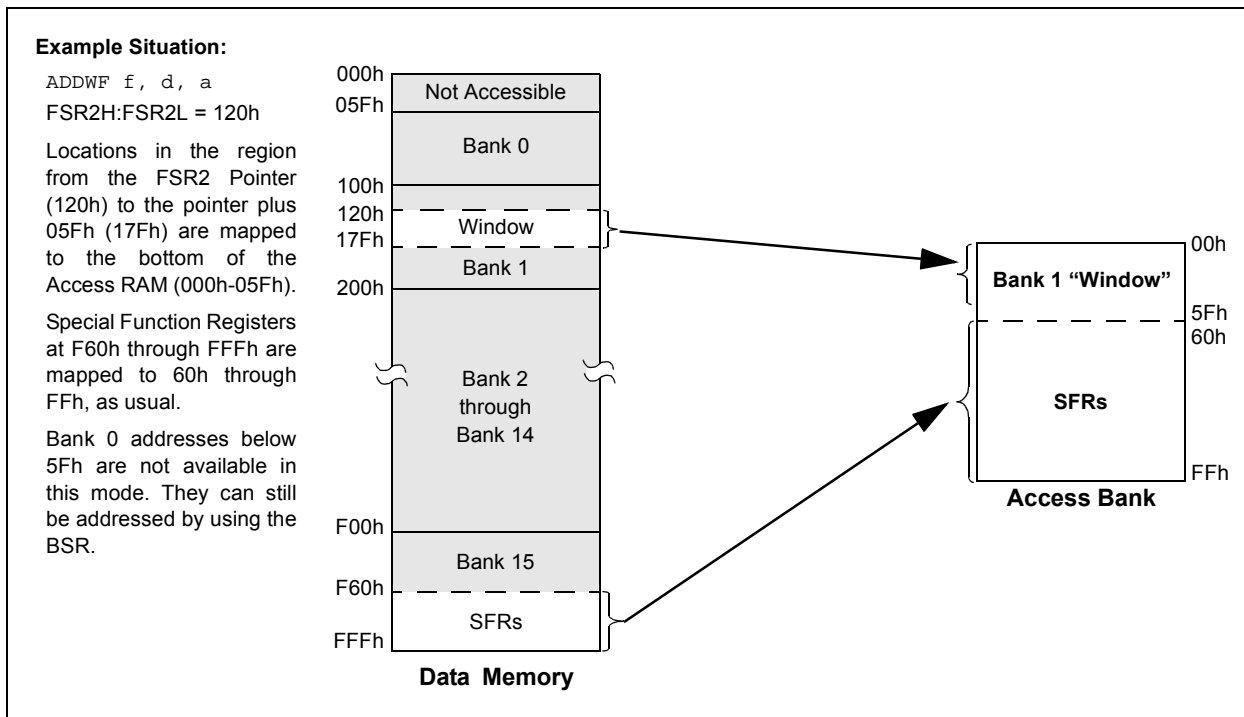 Example Situation:
ADDWF f, d, a
FSR2H:FSR2L = 120h
Locations in the region
from the FSR2 Pointer
(120h) to the pointer plus
05Fh (17Fh) are mapped
to the bottom of the
Access RAM (000h-05Fh).
Special Function Registers
at F60h through FFFh are
mapped to 60h through
FFh, as usual.
Bank 0 addresses below
5Fh are not available in
this mode. They can still
be addressed by using the
BSR.
000h
Not Accessible
05Fh
Bank 0
100h
120h
Window
17Fh
Bank 1
200h
Bank 2
through
Bank 14
F00h
Bank 15
F60h
SFRs
FFFh
Data Memory
00h
Bank 1 “Window”
5Fh
60h
SFRs
FFh
Access Bank